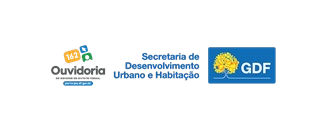 162
Ouvidoria
Secretaria de
Desenvolvimento
Urbano e Habitação
GDF